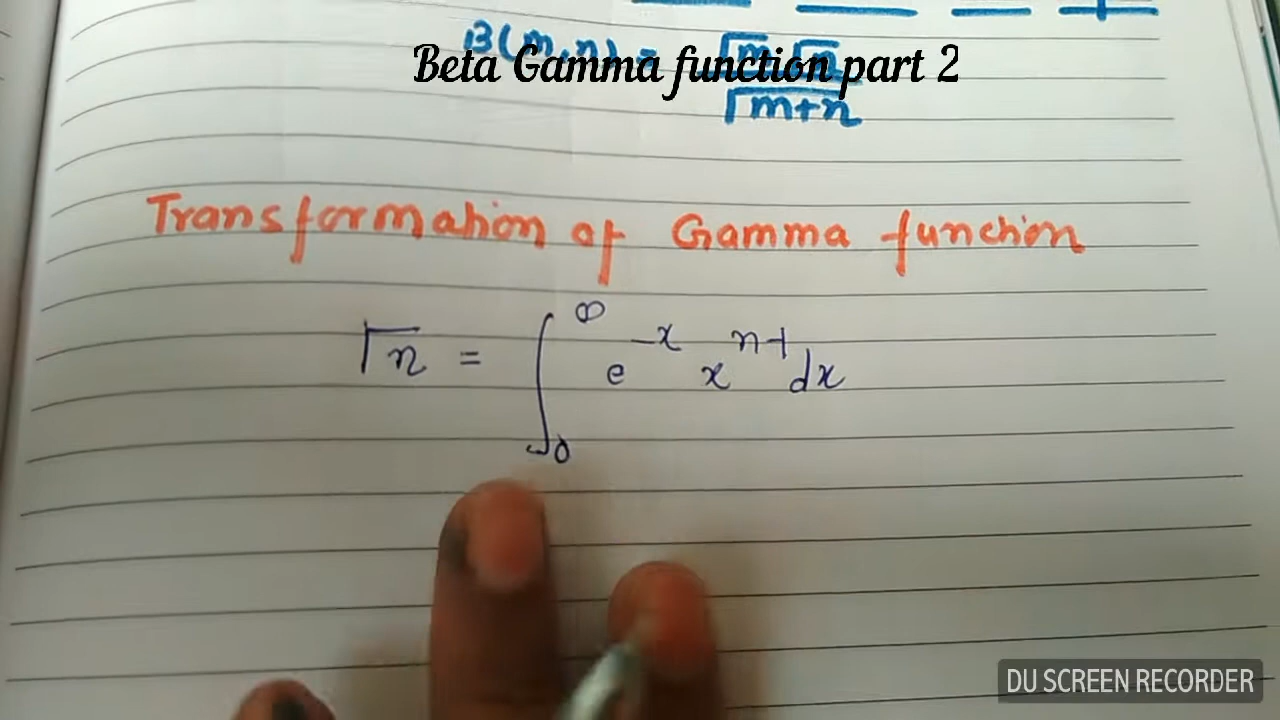 B(m,n) = Γm Γn
Γm+n
Beta Gamma function part 2
Transformation of Gamma function
Γn = ∫₀^∞ e^-x x^n-1 dx
DU SCREEN RECORDER